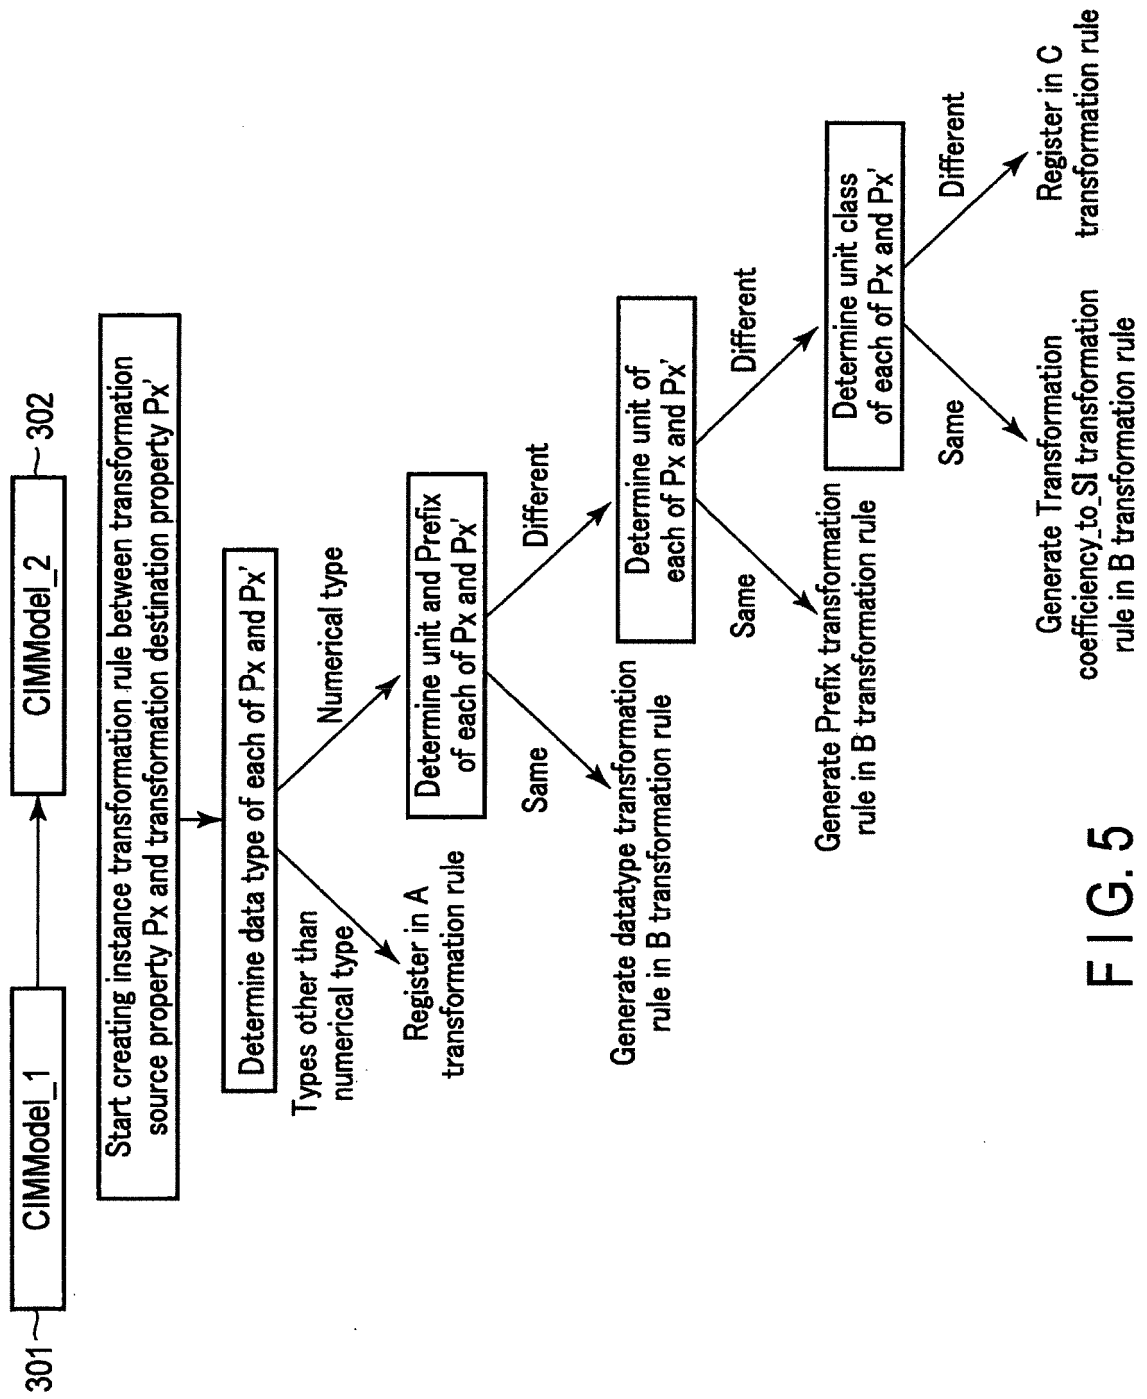 301
CIMModel_1
CIMModel_2
302
Start creating instance transformation rule between transformation
source property Px and transformation destination property Px'
Determine data type of each of Px and Px'
Types other than
numerical type
Numerical type
Register in A
transformation rule
Determine unit and Prefix
of each of Px and Px'
Same
Different
Generate datatype transformation
rule in B transformation rule
Determine unit of
each of Px and Px'
Same
Different
Generate Prefix transformation
rule in B transformation rule
Determine unit class
of each of Px and Px'
Same
Different
Generate Transformation
coefficiency_to_SI transformation
rule in B transformation rule
Register in C
transformation rule
FIG. 5